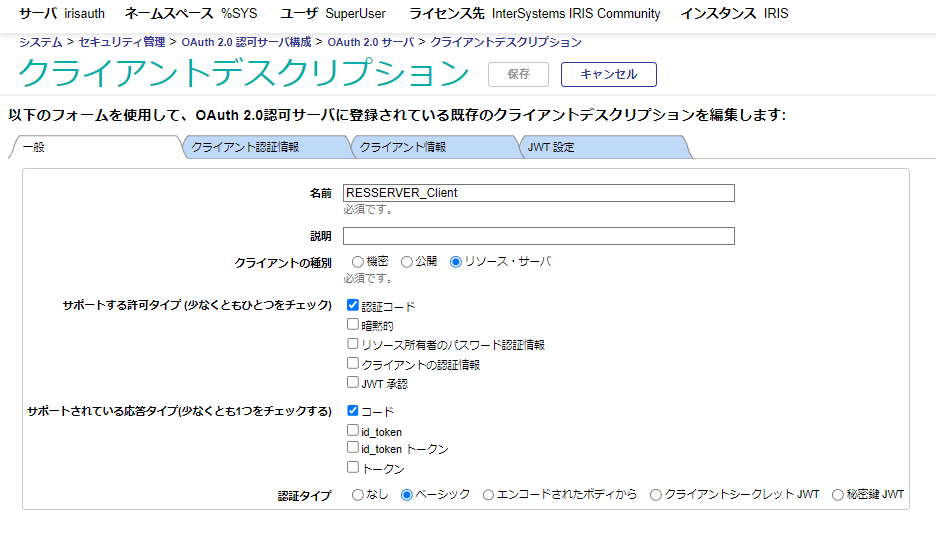 サーバ irisauth ネームスペース %SYS ユーザ SuperUser ライセンス先 InterSystems IRIS Community インスタンス IRIS
システム > セキュリティ管理 > OAuth 2.0 認可サーバ構成 > OAuth 2.0 サーバ > クライアントデスクリプション
クライアントデスクリプション 保存 キャンセル
以下のフォームを使用して、OAuth 2.0認可サーバに登録されている既存のクライアントデスクリプションを編集します:
一般 クライアント認証情報 クライアント情報 JWT 設定
名前 RESSERVER_Client
必須です。
説明
クライアントの種別 機密 公開 リソース・サーバ
必須です。
サポートする許可タイプ (少なくともひとつをチェック) 認証コード
暗黙的
リソース所有者のパスワード認証情報
クライアントの認証情報
JWT 承認
サポートされている応答タイプ(少なくとも1つをチェックする) コード
id_token
id_token トークン
トークン
認証タイプ なし ベーシック エンコードされたボディから クライアントシークレット JWT 秘密鍵 JWT